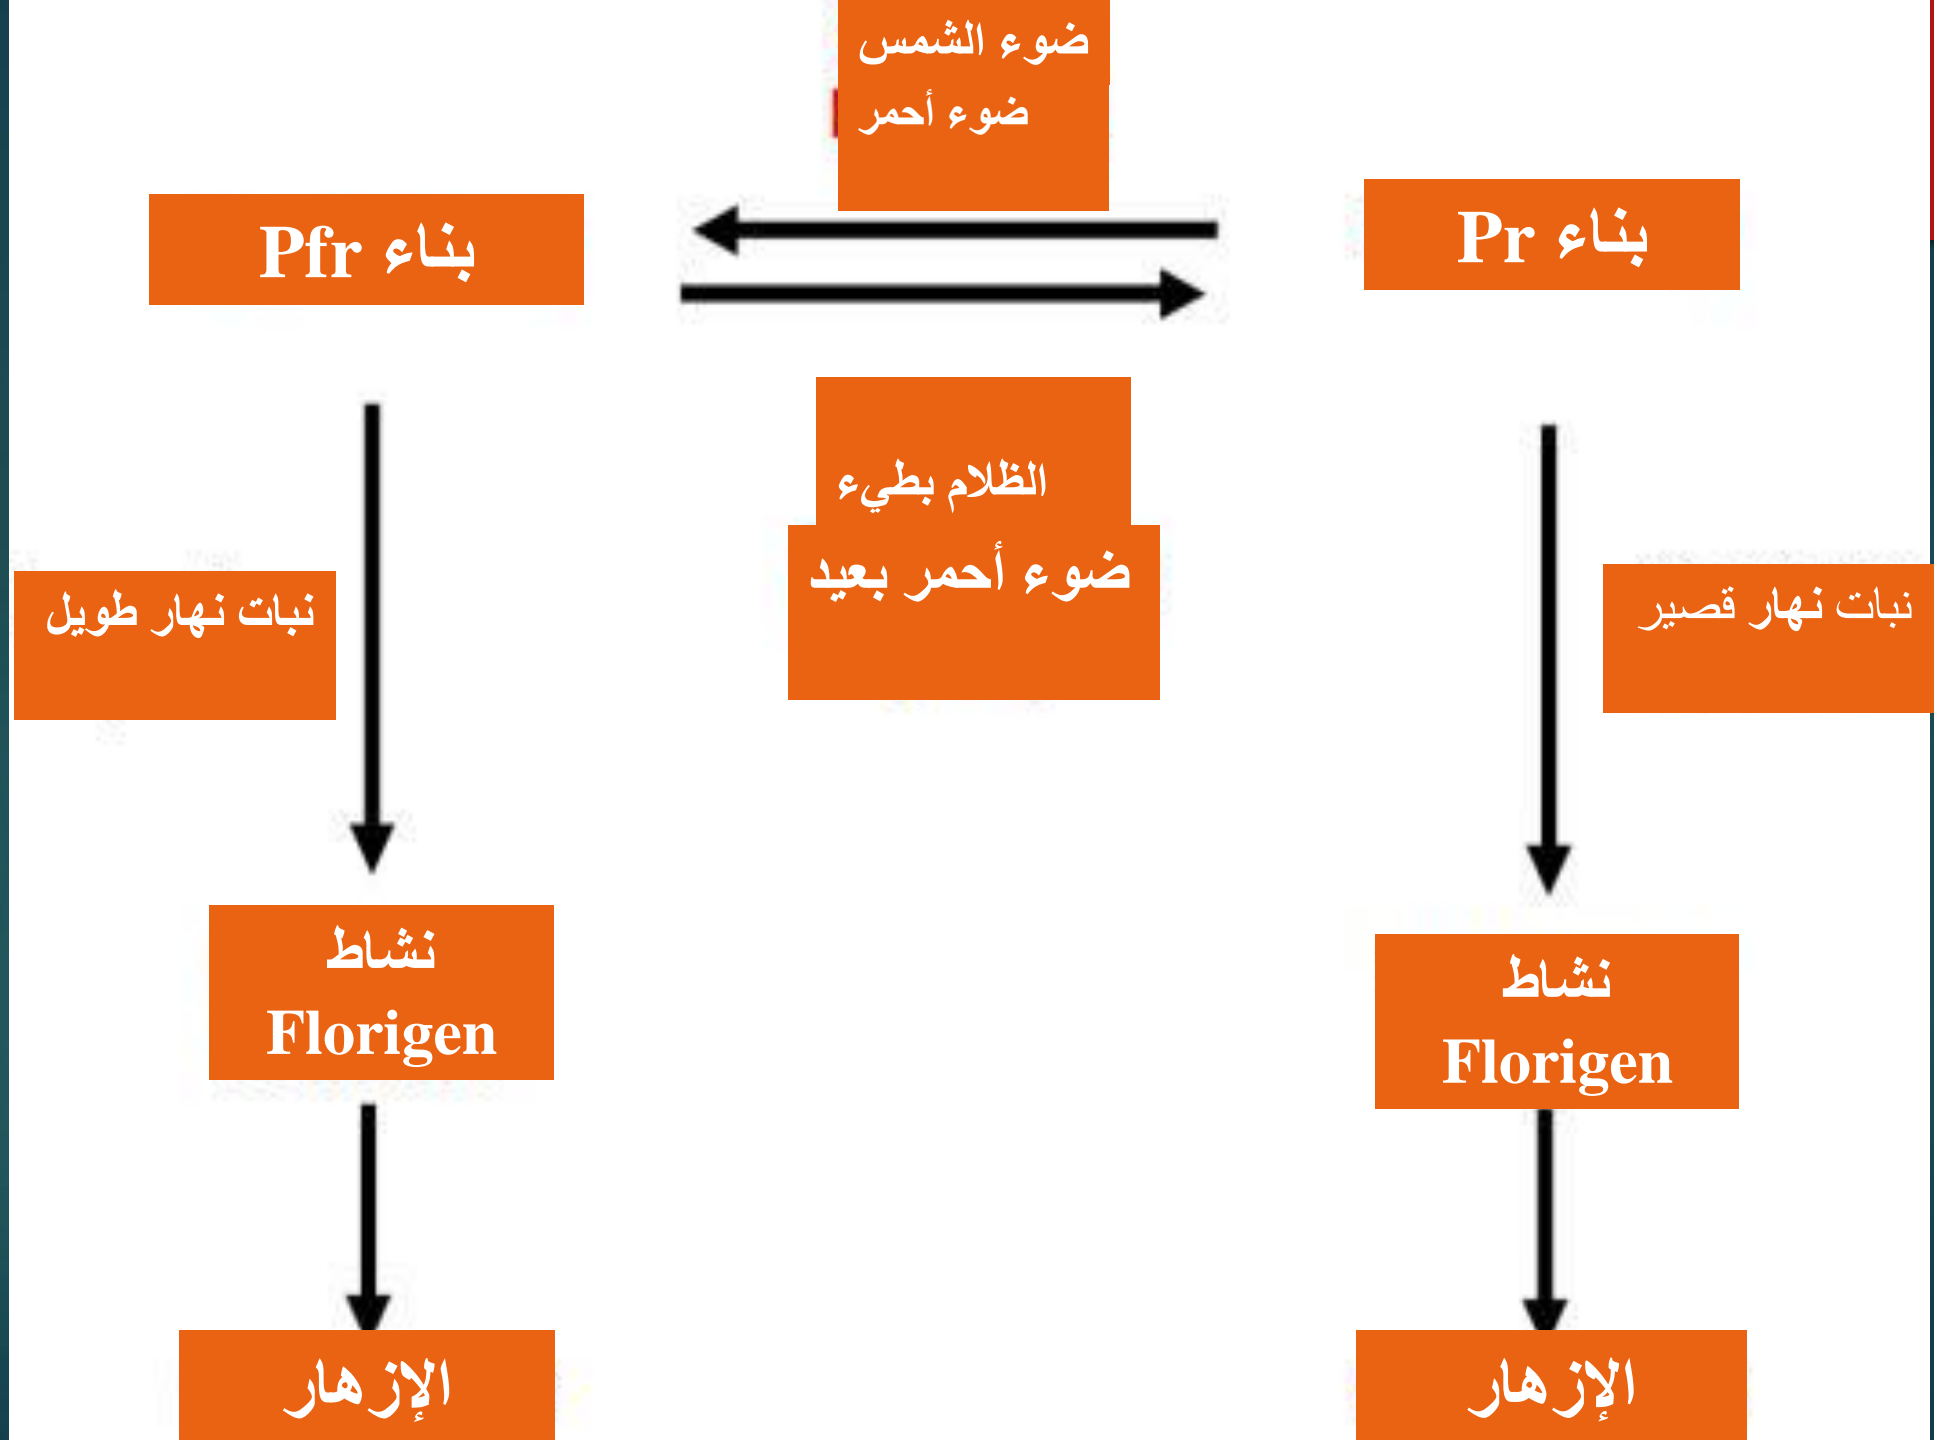 ضوء الشمس
ضوء أحمر
بناء Pr
بناء Pfr
الظلام بطيء
ضوء أحمر بعيد
نبات نهار قصير
نبات نهار طويل
نشاط
Florigen
نشاط
Florigen
الإزهار
الإزهار